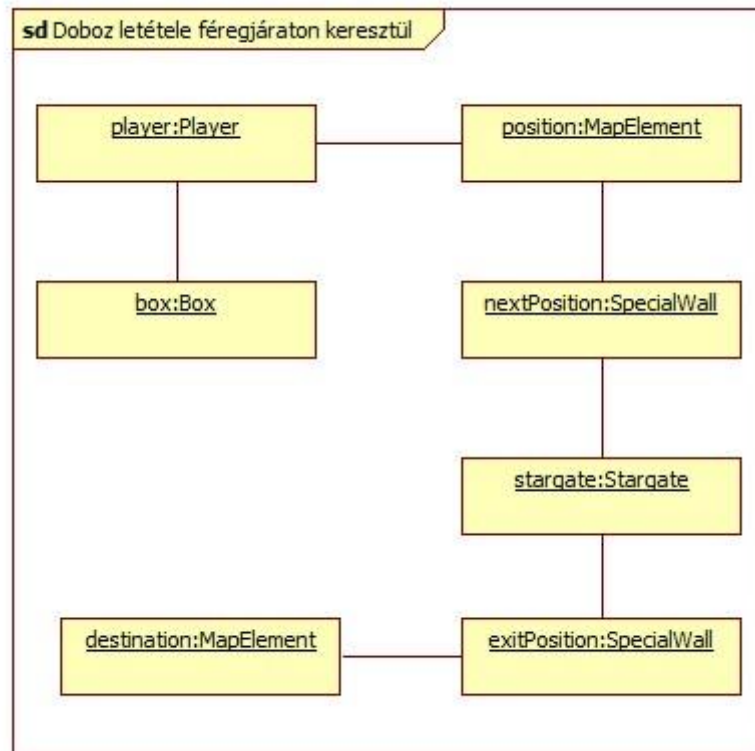 sd Doboz letétele féregjáraton keresztül
player:Player
position:MapElement
box:Box
nextPosition:SpecialWall
stargate:Stargate
destination:MapElement
exitPosition:SpecialWall